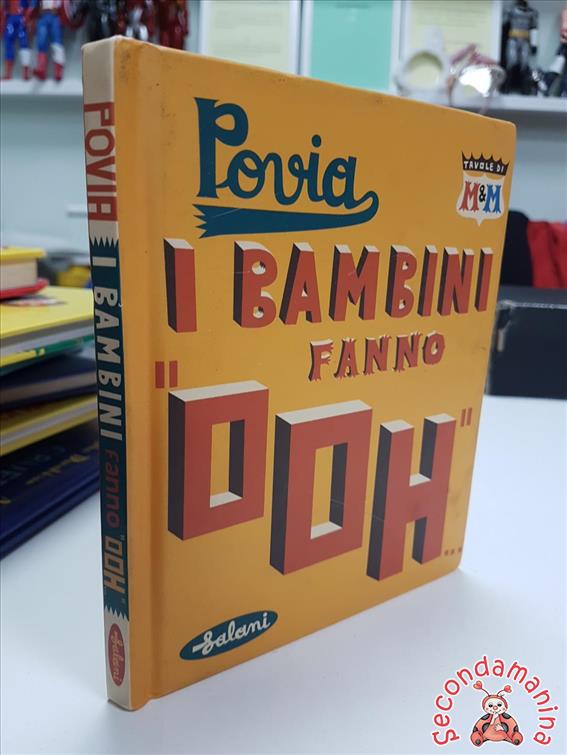 Povia
TAVOLE DI
M&M
I BAMBINI
FANNO
"OOH..."
Salani
POVIA I BAMBINI FANNO "OOH..." Salani
Secondamanina